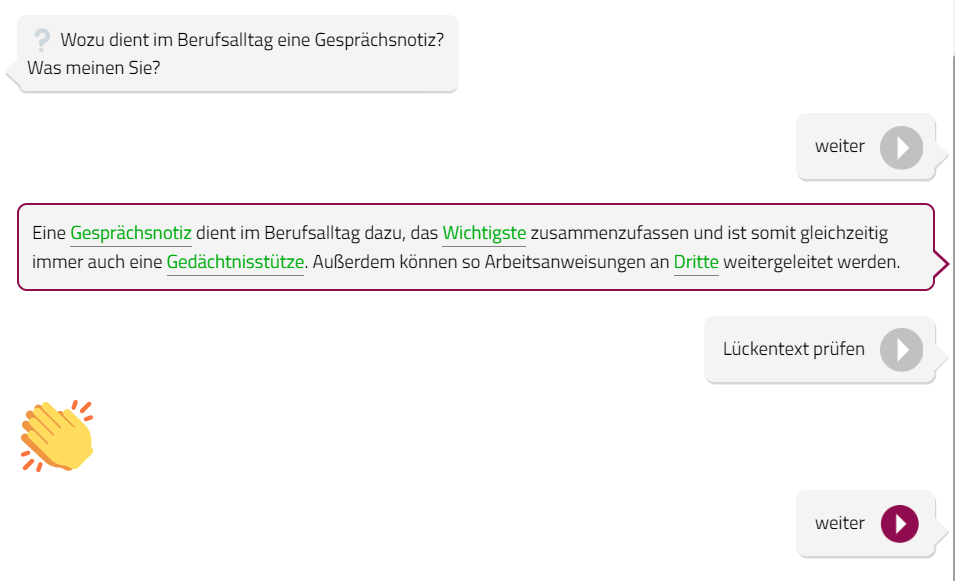 Wozu dient im Berufsalltag eine Gesprächsnotiz?
Was meinen Sie?
weiter
Eine Gesprächsnotiz dient im Berufsalltag dazu, das Wichtigste zusammenzufassen und ist somit gleichzeitig
immer auch eine Gedächtnisstütze. Außerdem können so Arbeitsanweisungen an Dritte weitergeleitet werden.
Lückentext prüfen
weiter